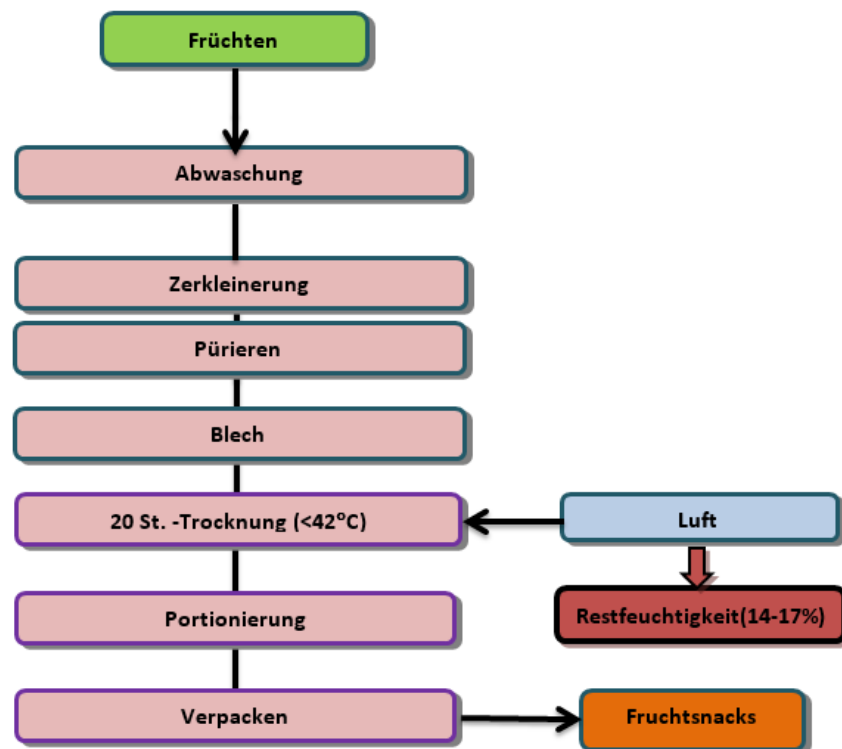 Früchten
Abwaschung
Zerkleinerung
Pürieren
Blech
20 St. -Trocknung (<42°C)
Luft
Portionierung
Restfeuchtigkeit(14-17%)
Verpacken
Fruchtsnacks